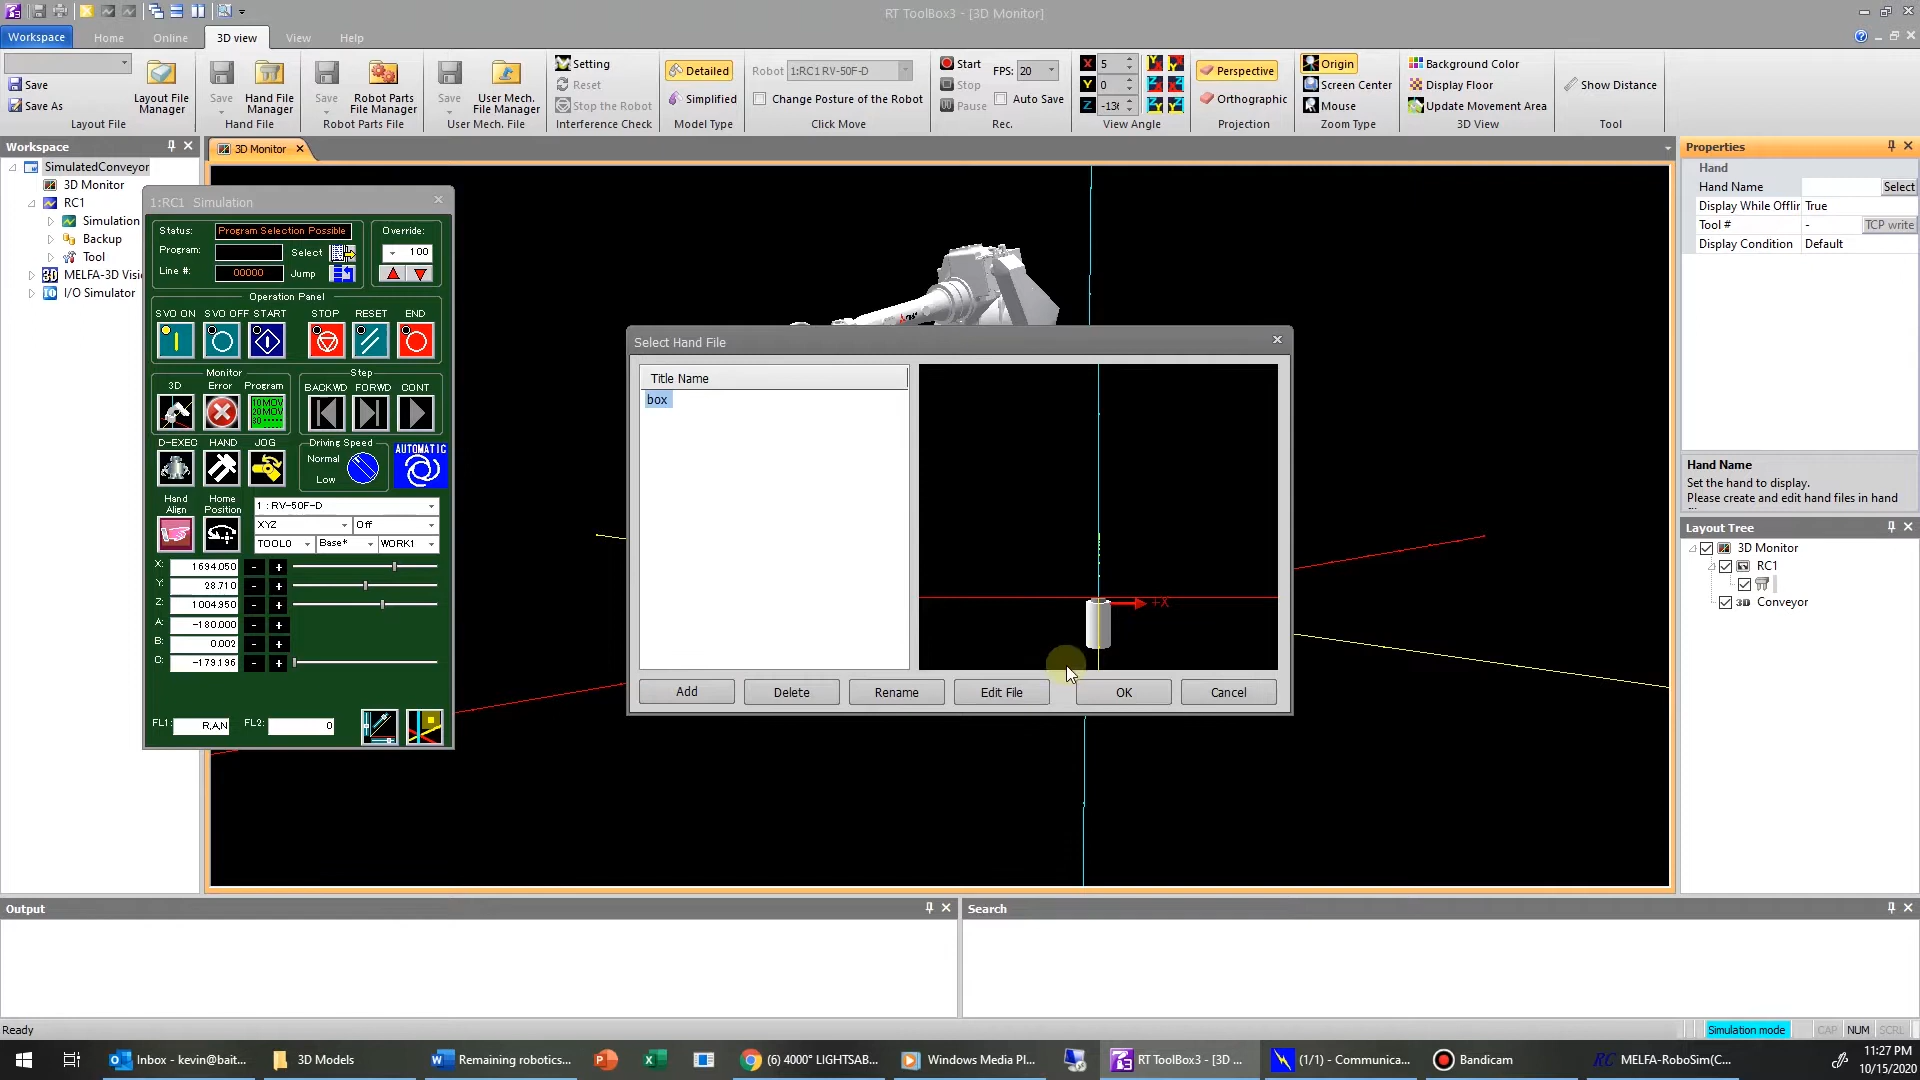 RT ToolBox3 - [3D Monitor]
Workspace
Home
Online
3D view
View
Help
Save
Save As
Layout File Manager
Layout File
Save
Hand File Manager
Hand File
Save
Robot Parts File Manager
Robot Parts File
Save
User Mech. File Manager
User Mech. File
Setting
Reset
Stop the Robot
Interference Check
Detailed
Simplified
Model Type
Robot 1:RC1 RV-50F-D
Change Posture of the Robot
Click Move
Start
FPS: 20
Stop
Pause
Auto Save
Rec.
X 5
Y 0
Z -136
View Angle
Perspective
Orthographic
Projection
Origin
Screen Center
Mouse
Zoom Type
Background Color
Display Floor
Update Movement Area
3D View
Show Distance
Tool
Workspace
SimulatedConveyor
3D Monitor
RC1
Simulation
Backup
Tool
MELFA-3D Visi
I/O Simulator
3D Monitor
1:RC1 Simulation
Status: Program Selection Possible
Override:
Program:
Select
100
Line #: 00000 Jump
Operation Panel
SVO ON SVO OFF START STOP RESET END
Monitor
Step
3D Error Program
BACKWD FORWD CONT
10MOV
20MOV
30
D-EXEC HAND JOG
Driving Speed
Normal
Low
AUTOMATIC
Hand Align
Home Position
1 : RV-50F-D
XYZ Off
TOOL0 Base* WORK1
X: 1694.050 - +
Y: 28.710 - +
Z: 1004.950 - +
A: -180.000 - +
B: 0.002 - +
C: -179.196 - +
FL1: R,A,N FL2: 0
Select Hand File
Title Name
box
+X
Add
Delete
Rename
Edit File
OK
Cancel
Properties
Hand
Hand Name Select
Display While Offlin True
Tool # - TCP write
Display Condition Default
Hand Name
Set the hand to display.
Please create and edit hand files in hand
Layout Tree
3D Monitor
RC1
3D Conveyor
Output
Search
Ready
Simulation mode
CAP NUM SCRL
Inbox - kevin@bait...
3D Models
Remaining robotics...
(6) 4000° LIGHTSAB...
Windows Media Pl...
RT ToolBox3 - [3D ...
(1/1) - Communica...
Bandicam
RC MELFA-RoboSim(C...
11:27 PM
10/15/2020